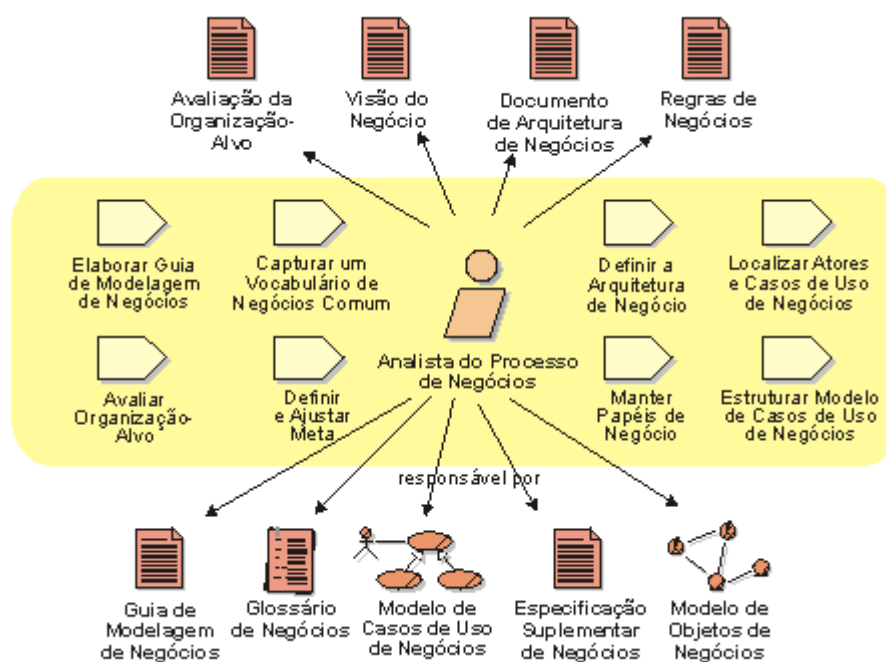 Avaliação da
Organização-
Alvo
Visão do
Negócio
Documento
de Arquitetura
de Negócios
Regras de
Negócios
Elaborar Guia
de Modelagem
de Negócios
Capturar um
Vocabulário de
Negócios Comum
Definir a
Arquitetura
de Negócio
Localizar Atores
e Casos de Uso
de Negócios
Analista do Processo
de Negócios
Avaliar
Organização-
Alvo
Definir
e Ajustar
Meta
Manter
Papéis de
Negócio
Estruturar Modelo
de Casos de Uso
de Negócios
responsável por
Guia de
Modelagem
de Negócios
Glossário
de Negócios
Modelo de
Casos de Uso
de Negócios
Especificação
Suplementar
de Negócios
Modelo de
Objetos de
Negócios